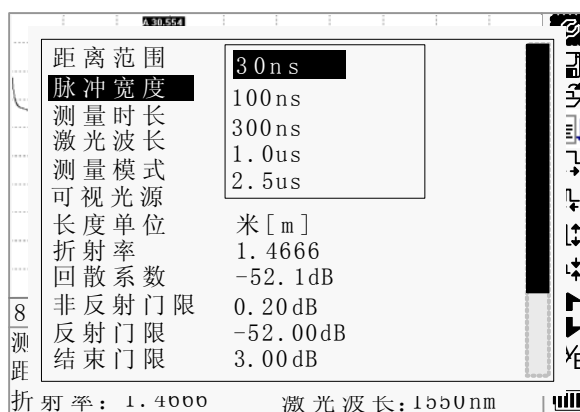 A 30.554
距离范围
30ns
脉冲宽度
100ns
测量时长
300ns
激光波长
1.0us
测量模式
2.5us
可视光源
长度单位 米[m]
折射率 1.4666
回散系数 -52.1dB
非反射门限 0.20dB
反射门限 -52.00dB
结束门限 3.00dB
8
测
距
折射率: 1.4666 激光波长:1550nm